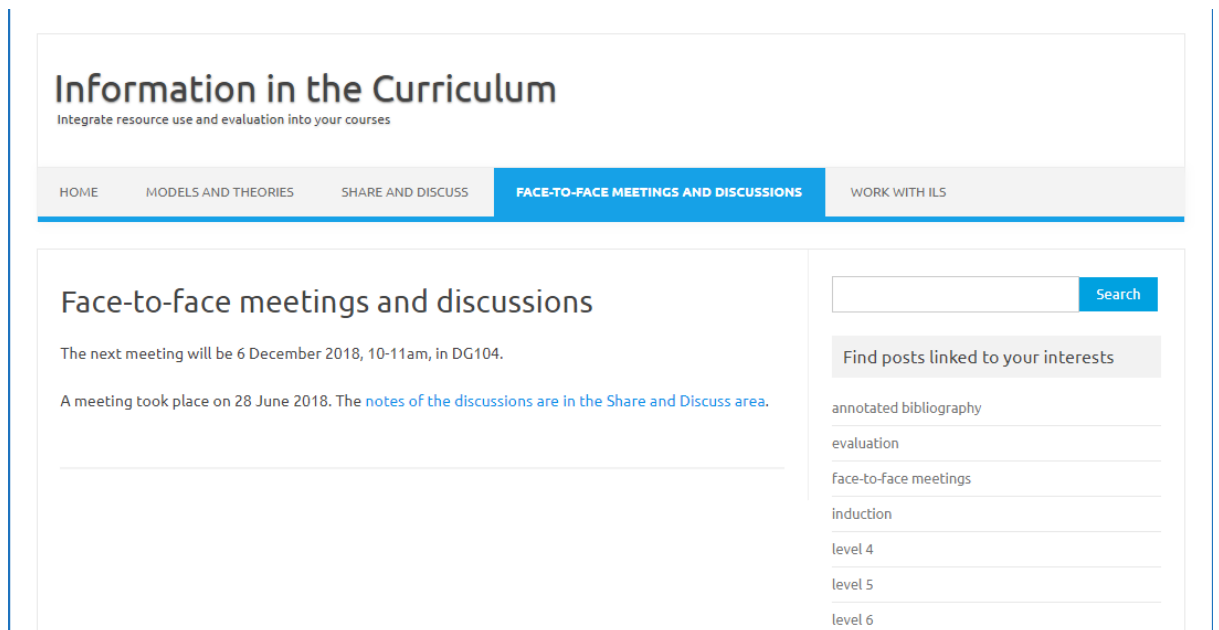 Information in the Curriculum
Integrate resource use and evaluation into your courses
HOME MODELS AND THEORIES SHARE AND DISCUSS FACE-TO-FACE MEETINGS AND DISCUSSIONS WORK WITH ILS
Face-to-face meetings and discussions
The next meeting will be 6 December 2018, 10-11am, in DG104.
A meeting took place on 28 June 2018. The notes of the discussions are in the Share and Discuss area.
Search
Find posts linked to your interests
annotated bibliography
evaluation
face-to-face meetings
induction
level 4
level 5
level 6